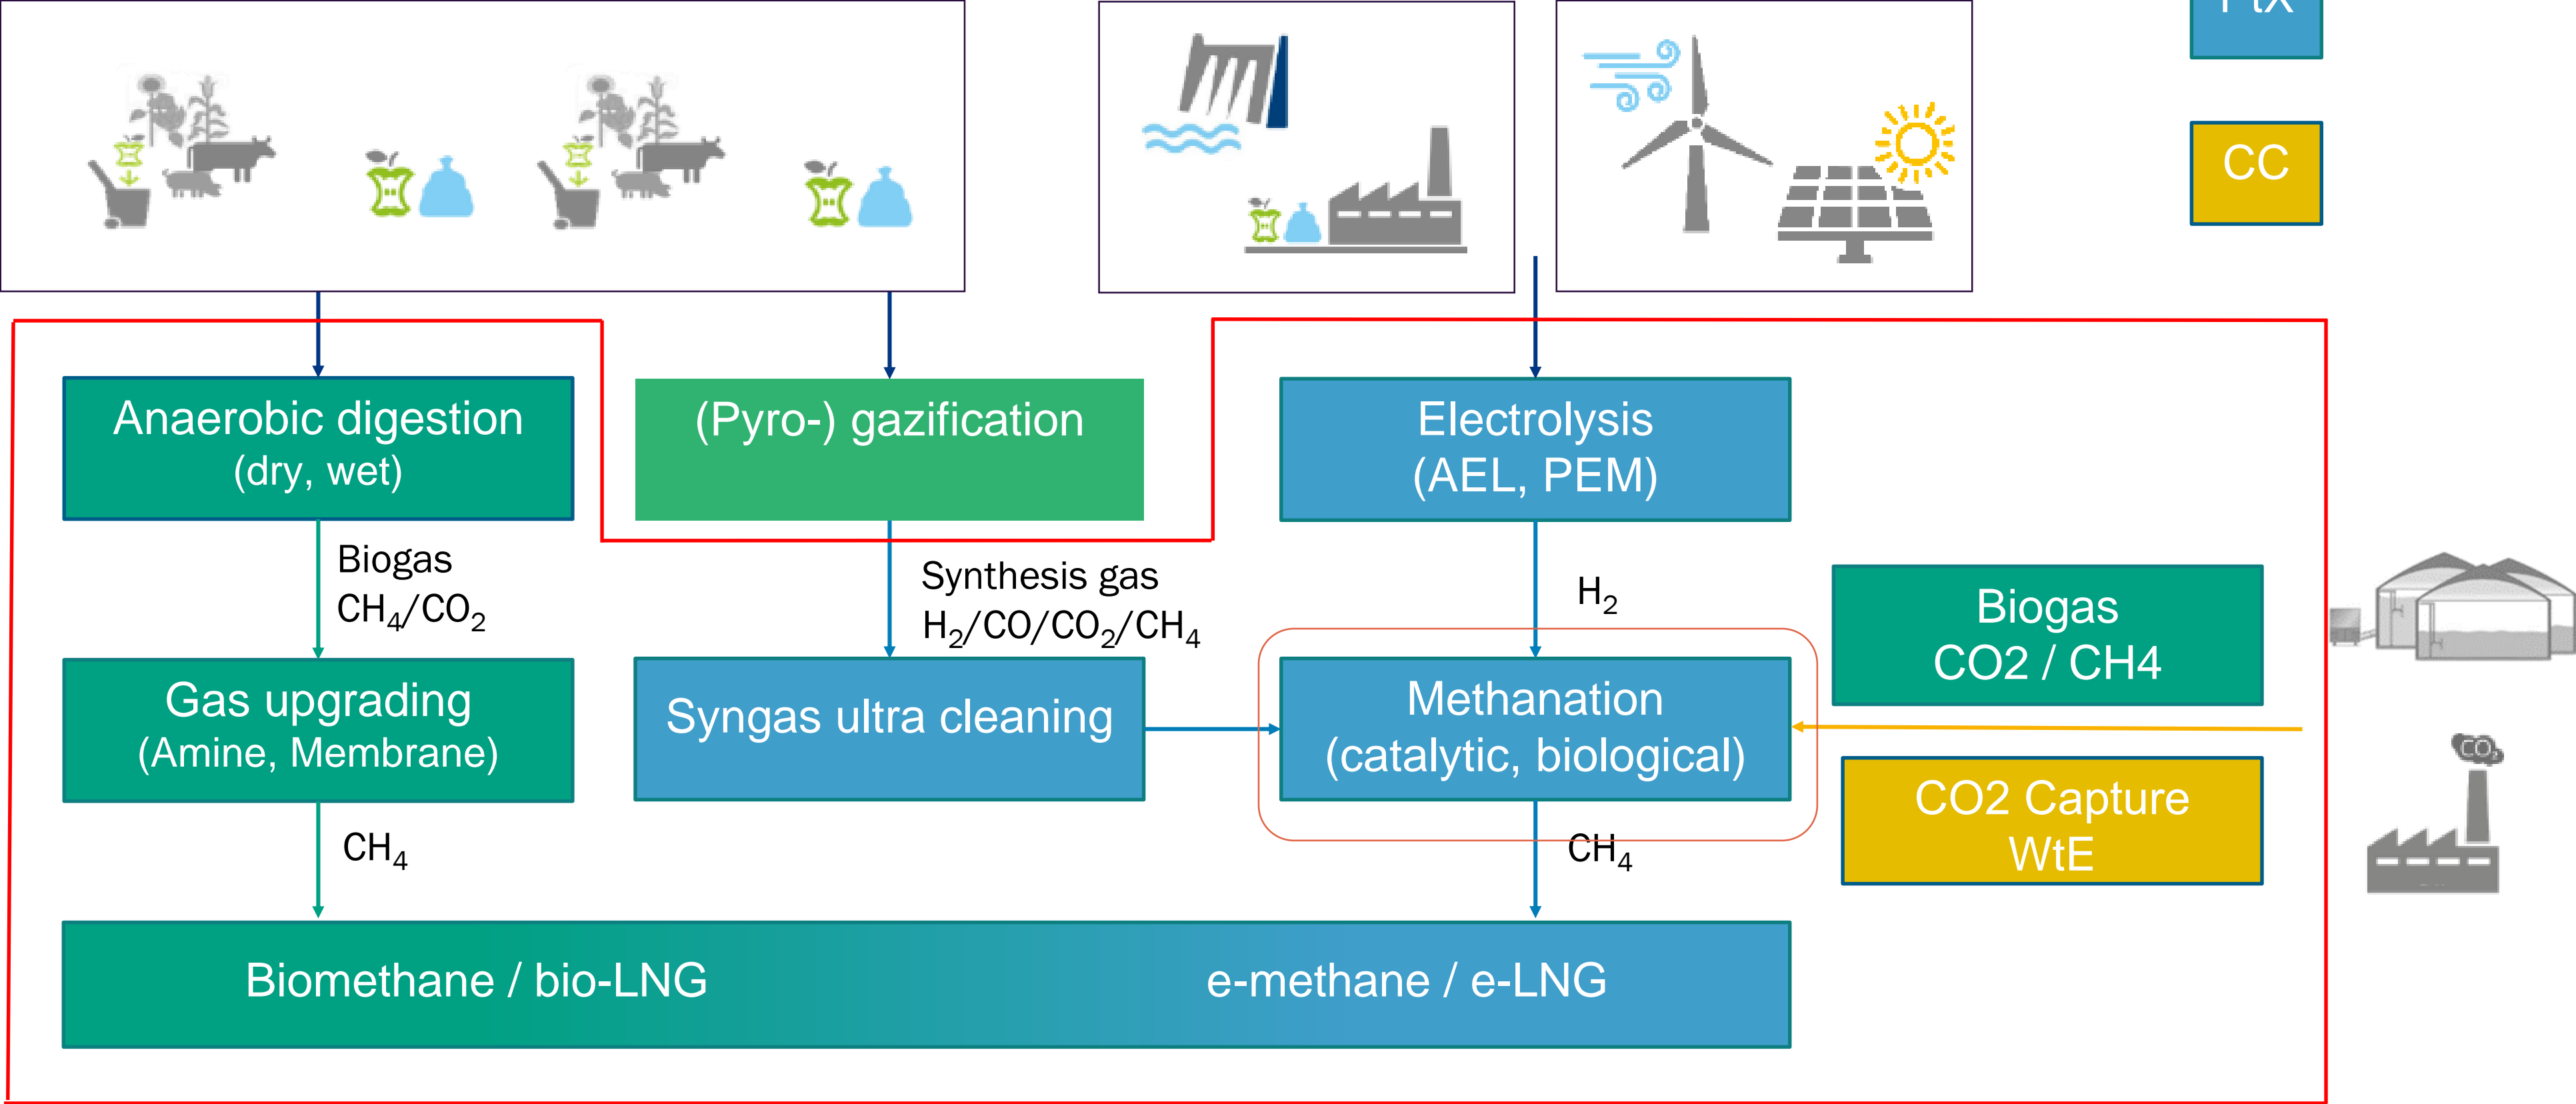 PtX
CC
Anaerobic digestion
(dry, wet)
(Pyro-) gazification
Electrolysis
(AEL, PEM)
Biogas
CH₄/CO₂
Synthesis gas
H₂/CO/CO₂/CH₄
H₂
Biogas
CO2 / CH4
Gas upgrading
(Amine, Membrane)
Syngas ultra cleaning
Methanation
(catalytic, biological)
CO₂
CO2 Capture
WtE
CH₄
CH₄
Biomethane / bio-LNG
e-methane / e-LNG